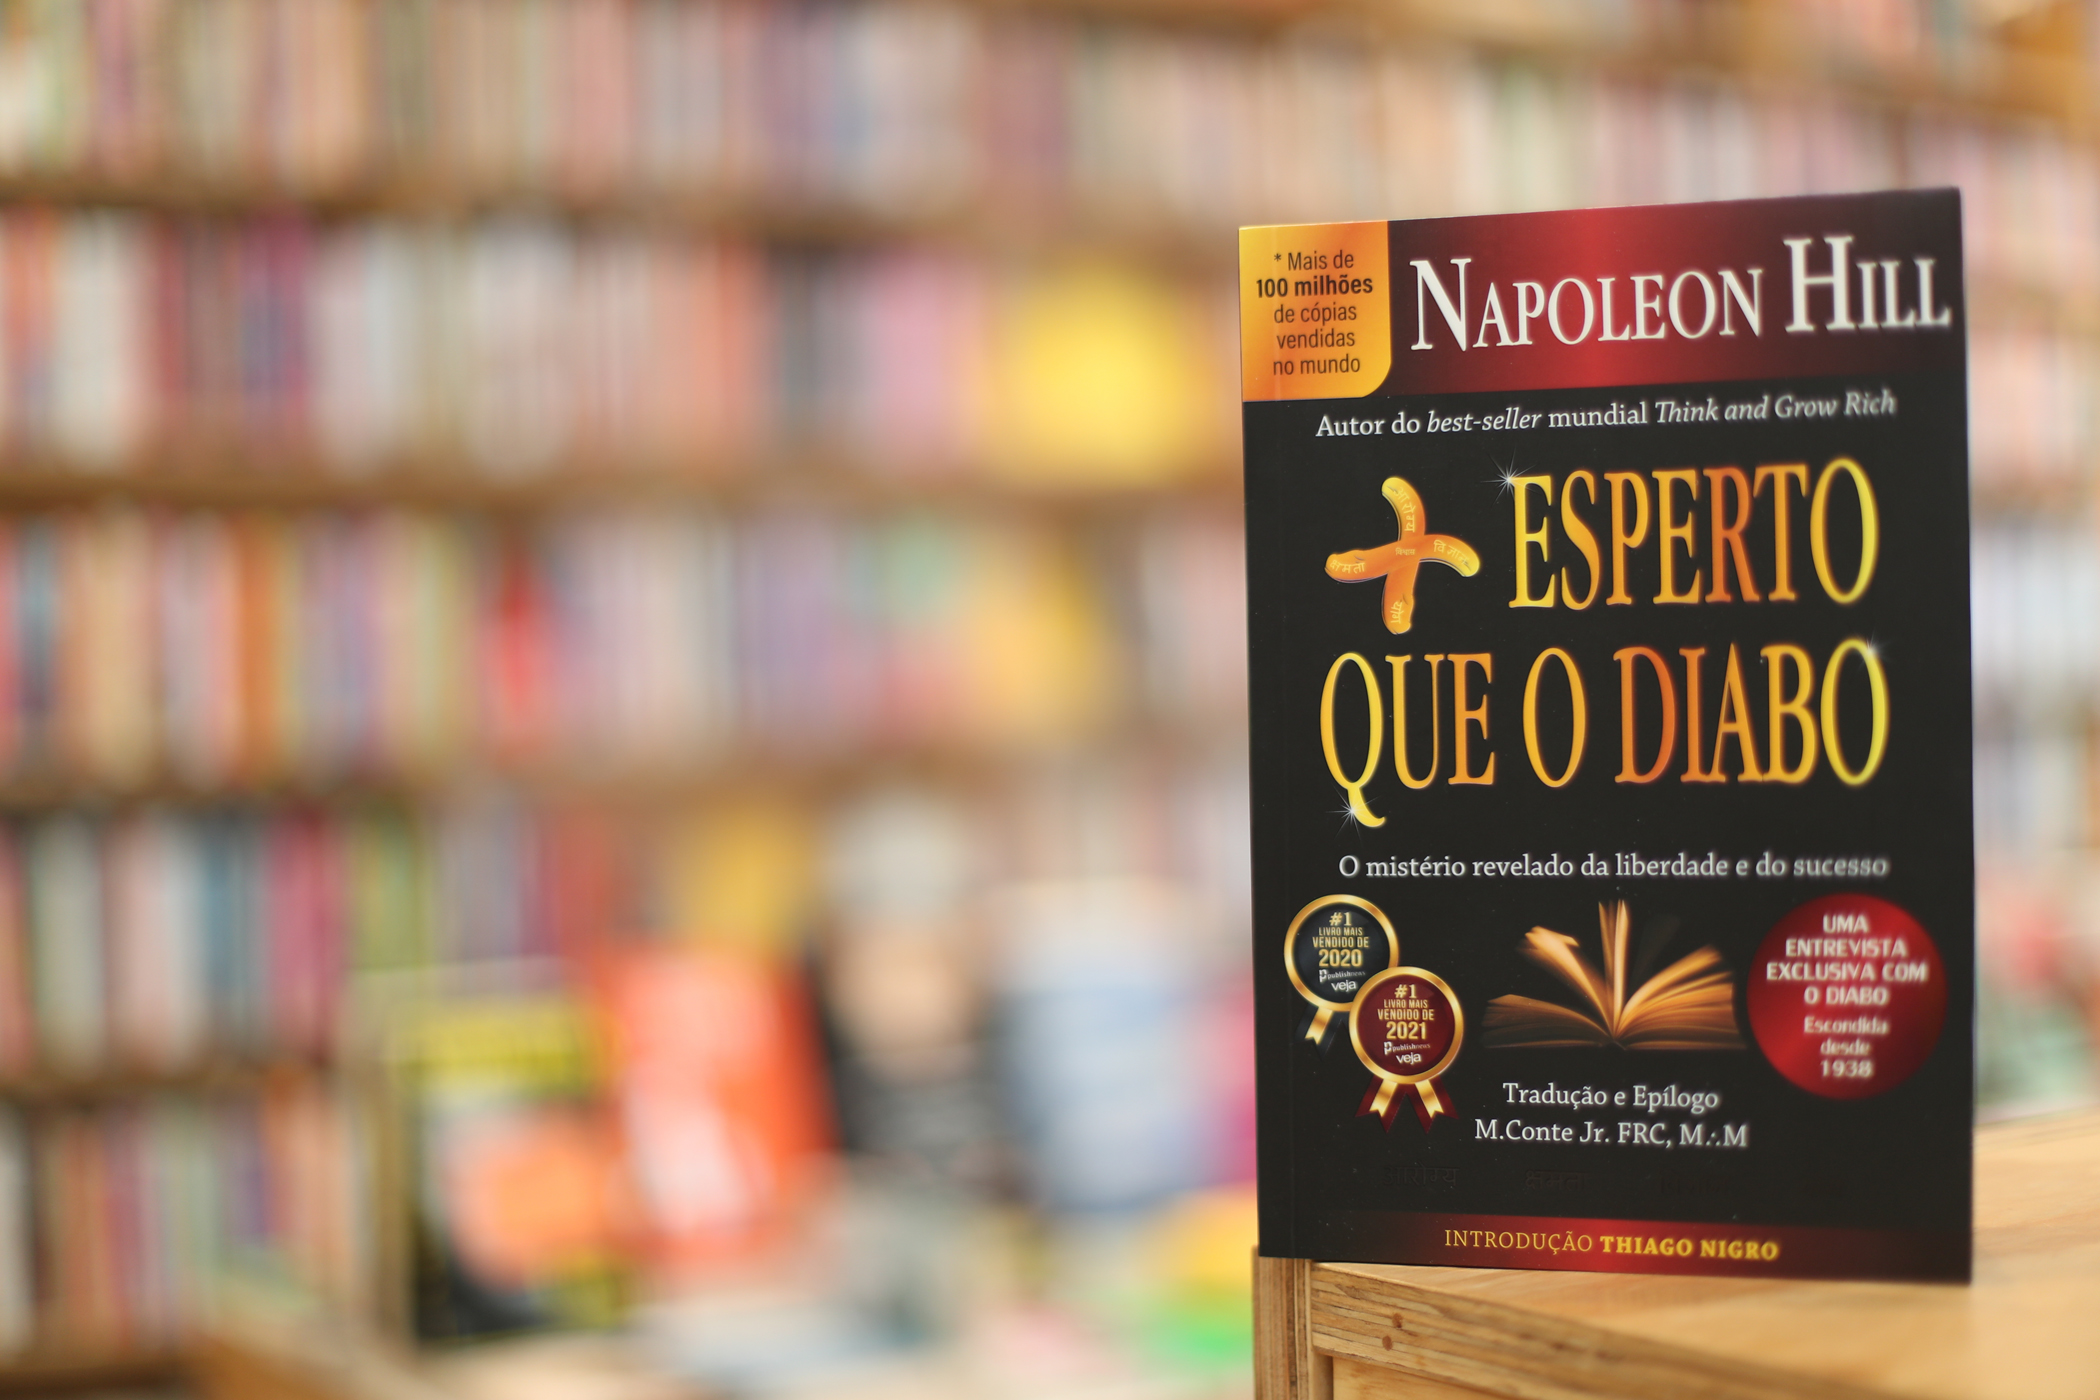 * Mais de
100 milhões
de cópias
vendidas
no mundo
NAPOLEON HILL
Autor do best-seller mundial Think and Grow Rich
+ ESPERTO
QUE O DIABO
O mistério revelado da liberdade e do sucesso
#1
LIVRO MAIS
VENDIDO DE
2020
publishnews
veja
#1
LIVRO MAIS
VENDIDO DE
2021
publishnews
veja
UMA
ENTREVISTA
EXCLUSIVA COM
O DIABO
Escondida
desde
1938
Tradução e Epílogo
M.Conte Jr. FRC, M∴M
INTRODUÇÃO THIAGO NIGRO